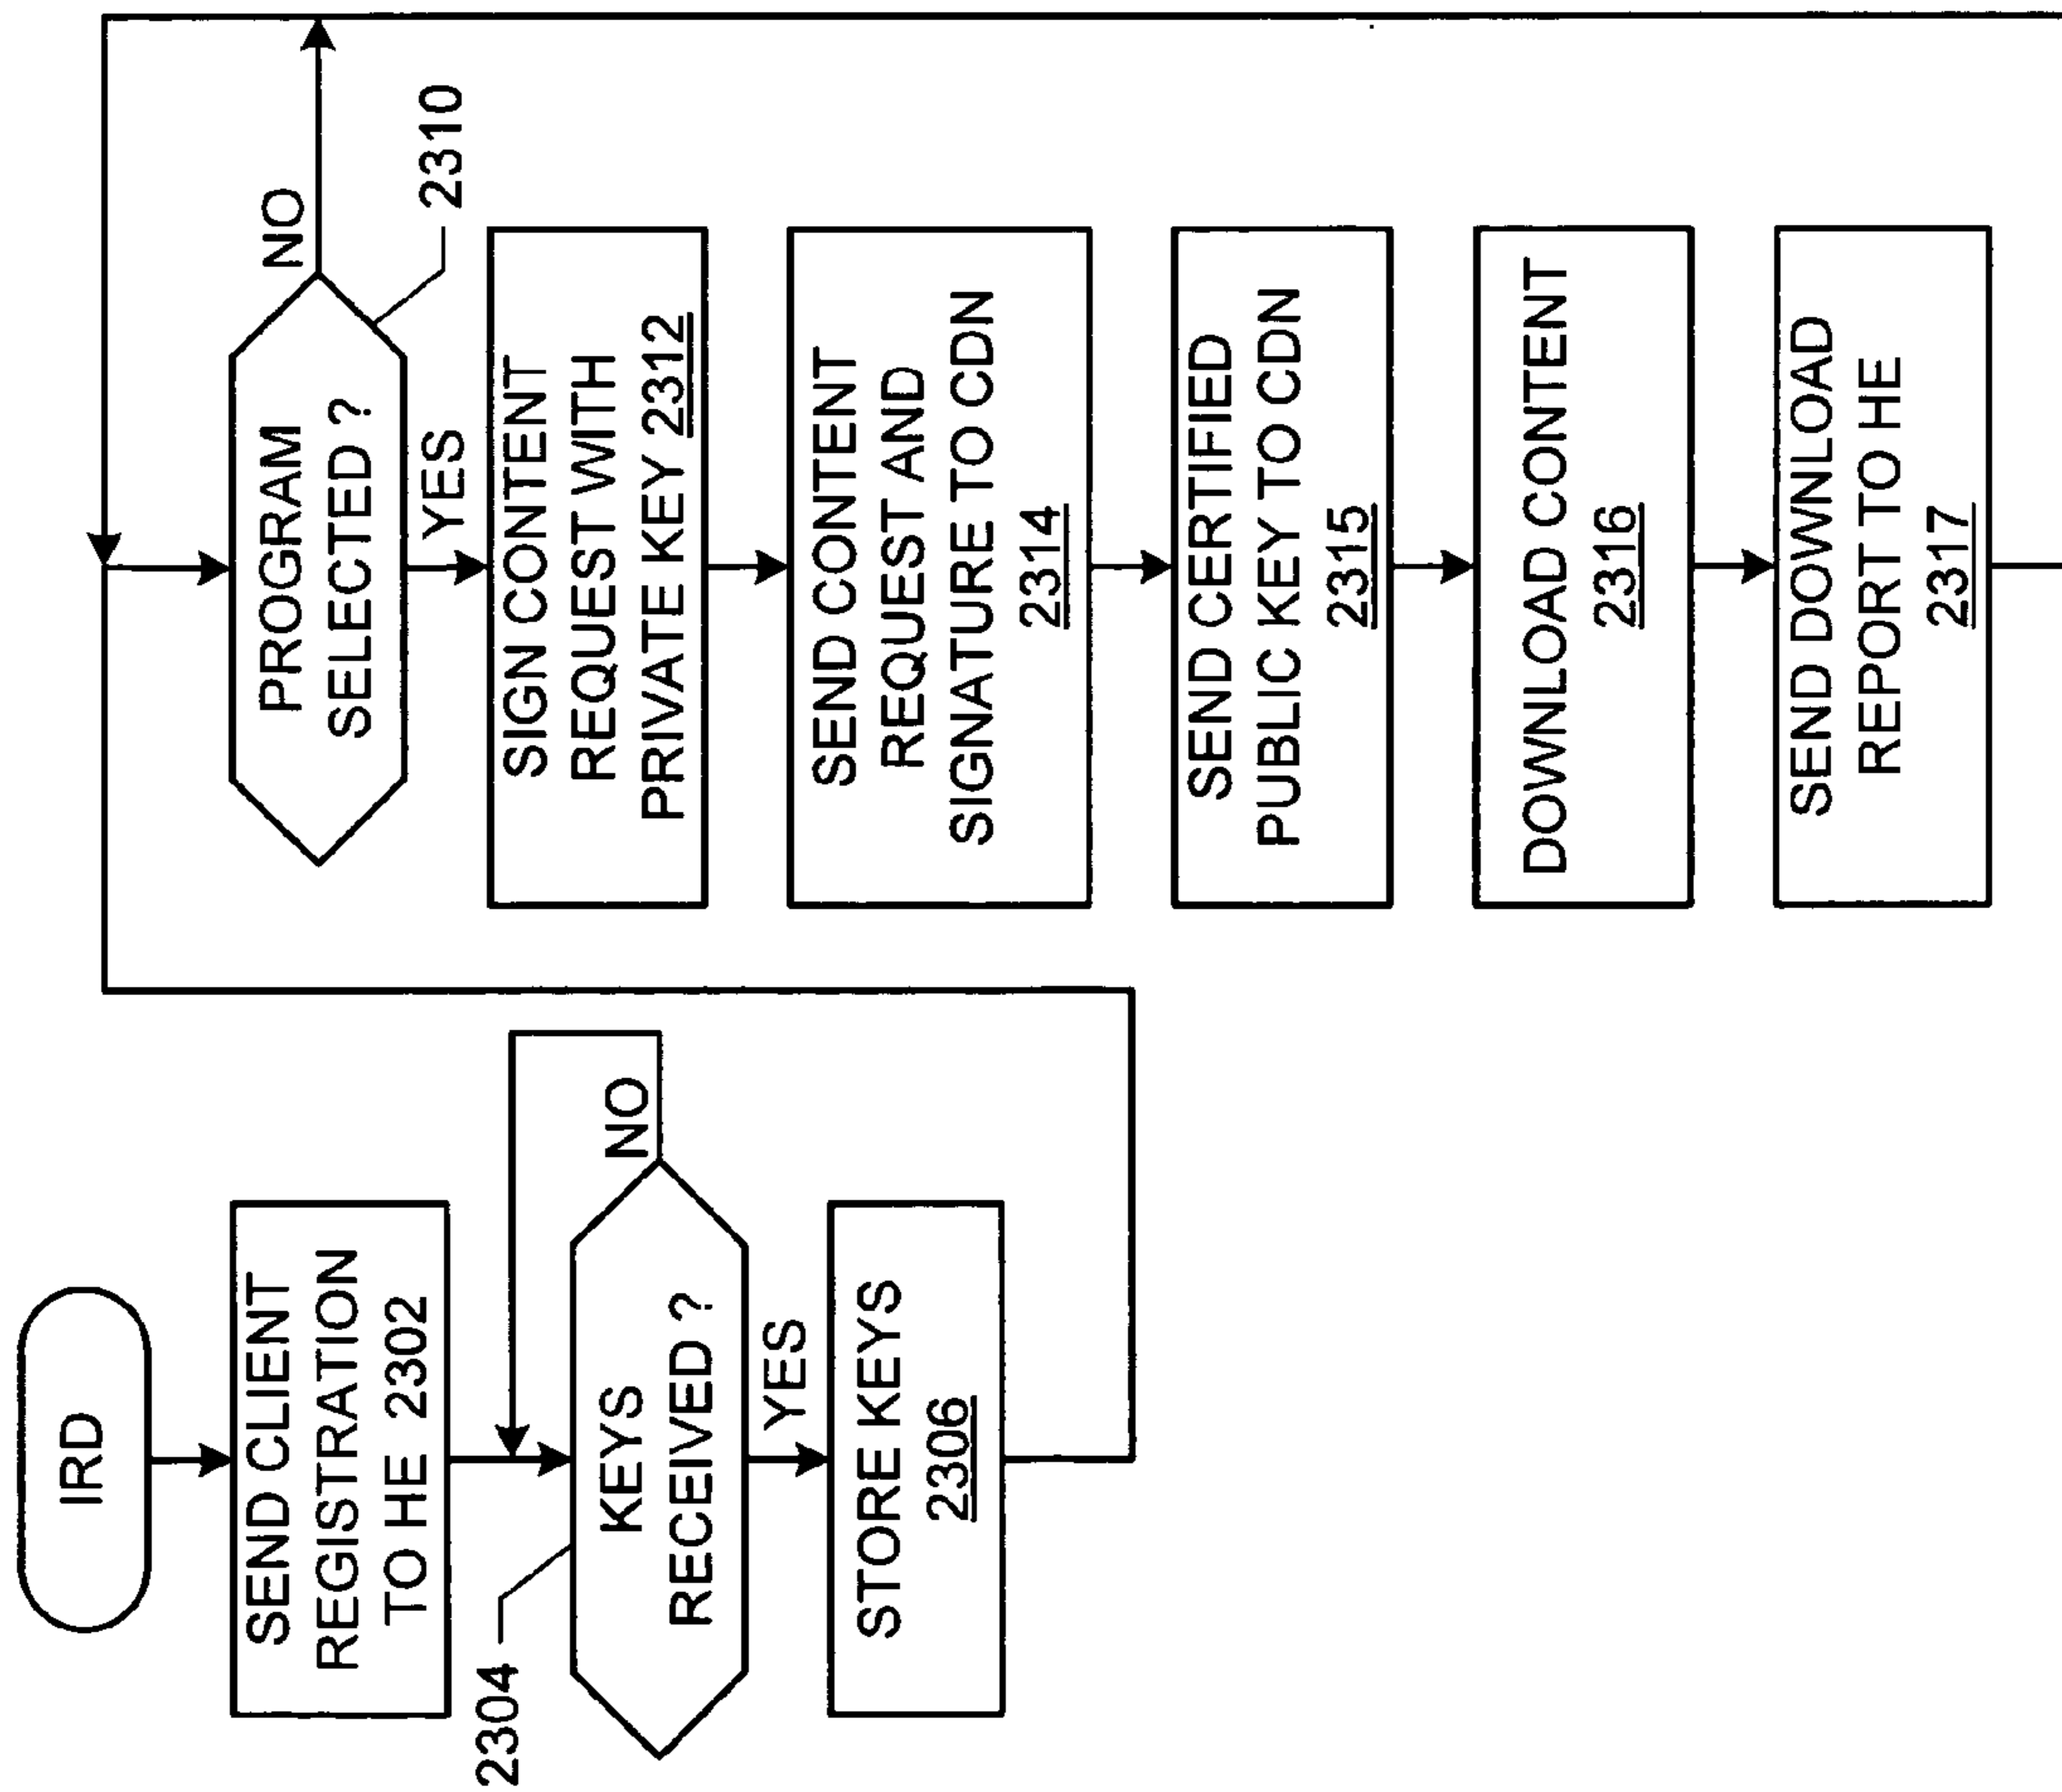 IRD
SEND CLIENT
REGISTRATION
TO HE 2302
2304
KEYS
RECEIVED ?
NO
YES
STORE KEYS
2306
PROGRAM
SELECTED ?
NO
2310
YES
SIGN CONTENT
REQUEST WITH
PRIVATE KEY 2312
SEND CONTENT
REQUEST AND
SIGNATURE TO CDN
2314
SEND CERTIFIED
PUBLIC KEY TO CDN
2315
DOWNLOAD CONTENT
2316
SEND DOWNLOAD
REPORT TO HE
2317